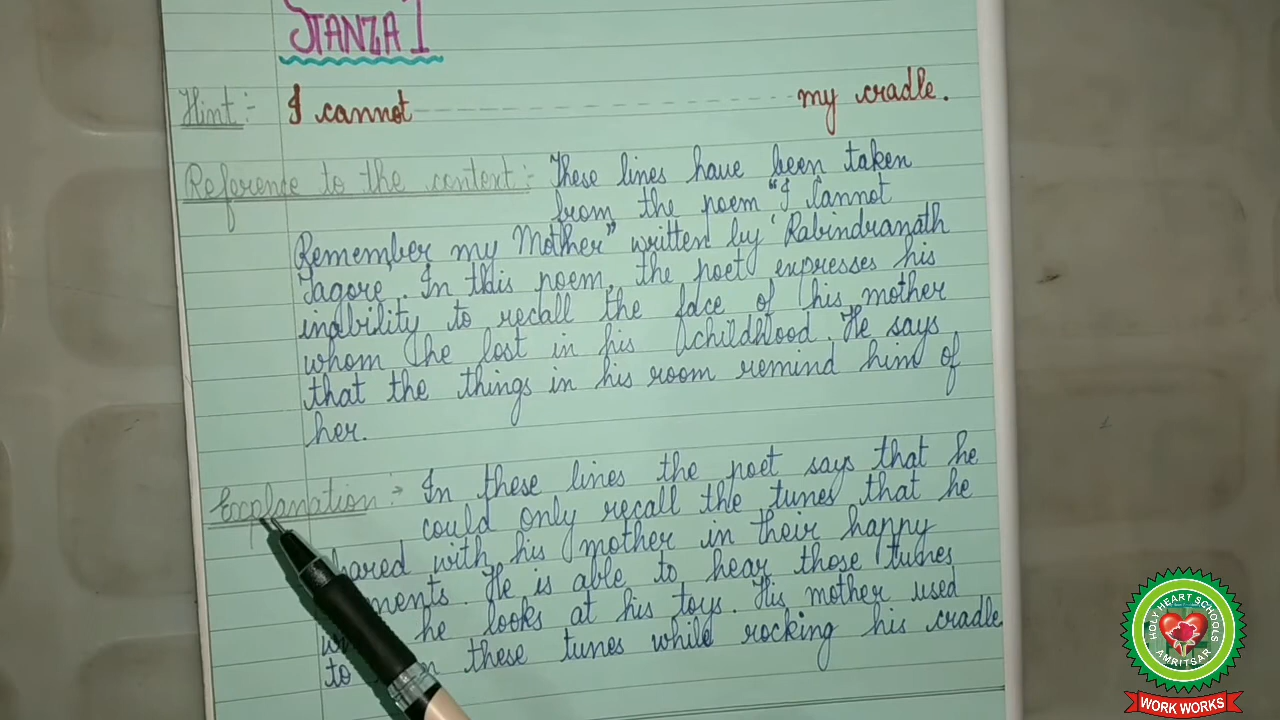 STANZA 1
Hint:- I cannot my cradle.
Reference to the context:- These lines have been taken
from the poem "I Cannot
Remember my Mother" written by 'Rabindranath
Tagore. In this poem, the poet expresses his
inability to recall the face of his mother
whom he lost in his childhood. He says
that the things in his room remind him of
her.
Explanation:- In these lines the poet says that he
could only recall the tunes that he
hared with his mother in their happy
ments. He is able to hear those tunes
he looks at his toys. His mother used
to these tunes while rocking his cradle
HOLY HEART SCHOOLS
AMRITSAR
WORK WORKS